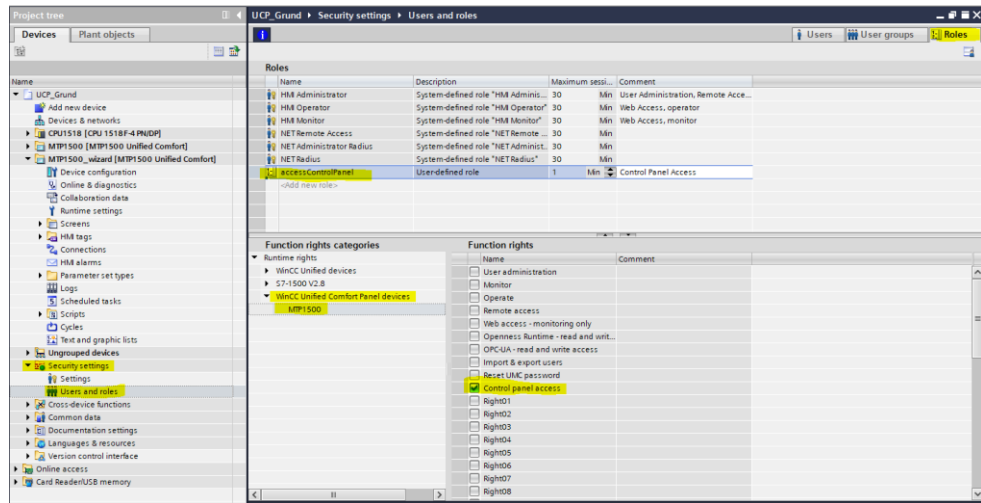 Project tree
UCP_Grund ▸ Security settings ▸ Users and roles
Devices
Plant objects
Users
User groups
Roles
Name
UCP_Grund
Add new device
Devices & networks
CPU1518 [CPU 1518F-4 PN/DP]
MTP1500 [MTP1500 Unified Comfort]
MTP1500_wizard [MTP1500 Unified Comfort]
Device configuration
Online & diagnostics
Collaboration data
Runtime settings
Screens
HMI tags
Connections
HMI alarms
Parameter set types
Logs
Scheduled tasks
Scripts
Cycles
Text and graphic lists
Ungrouped devices
Security settings
Settings
Users and roles
Cross-device functions
Common data
Documentation settings
Languages & resources
Version control interface
Online access
Card Reader/USB memory
Roles
Name Description Maximum sessi... Comment
HMI Administrator System-defined role "HMI Adminis... 30 Min User Administration, Remote Acce...
HMI Operator System-defined role "HMI Operator" 30 Min Web Access, operator
HMI Monitor System-defined role "HMI Monitor" 30 Min Web Access, monitor
NET Remote Access System-defined role "NET Remote ... 30 Min
NET Administrator Radius System-defined role "NET Administ... 30 Min
NET Radius System-defined role "NET Radius" 30 Min
accessControlPanel User-defined role 1 Min Control Panel Access
<Add new role>
Function rights categories
Runtime rights
WinCC Unified devices
S7-1500 V2.8
WinCC Unified Comfort Panel devices
MTP1500
Function rights
Name Comment
User administration
Monitor
Operate
Remote access
Web access - monitoring only
Openness Runtime - read and writ...
OPC-UA - read and write access
Import & export users
Reset UMC password
Control panel access
Right01
Right02
Right03
Right04
Right05
Right06
Right07
Right08